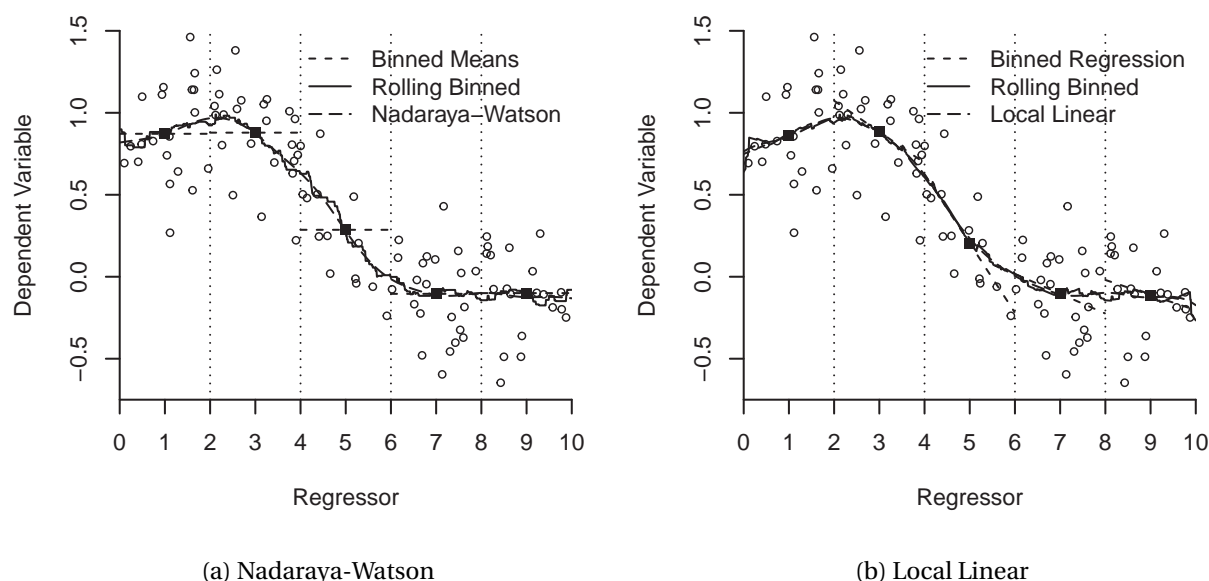 1.5
1.0
0.5
0.0
−0.5
Dependent Variable
Binned Means
Rolling Binned
Nadaraya−Watson
0 1 2 3 4 5 6 7 8 9 10
Regressor
(a) Nadaraya-Watson
1.5
1.0
0.5
0.0
−0.5
Dependent Variable
Binned Regression
Rolling Binned
Local Linear
0 1 2 3 4 5 6 7 8 9 10
Regressor
(b) Local Linear